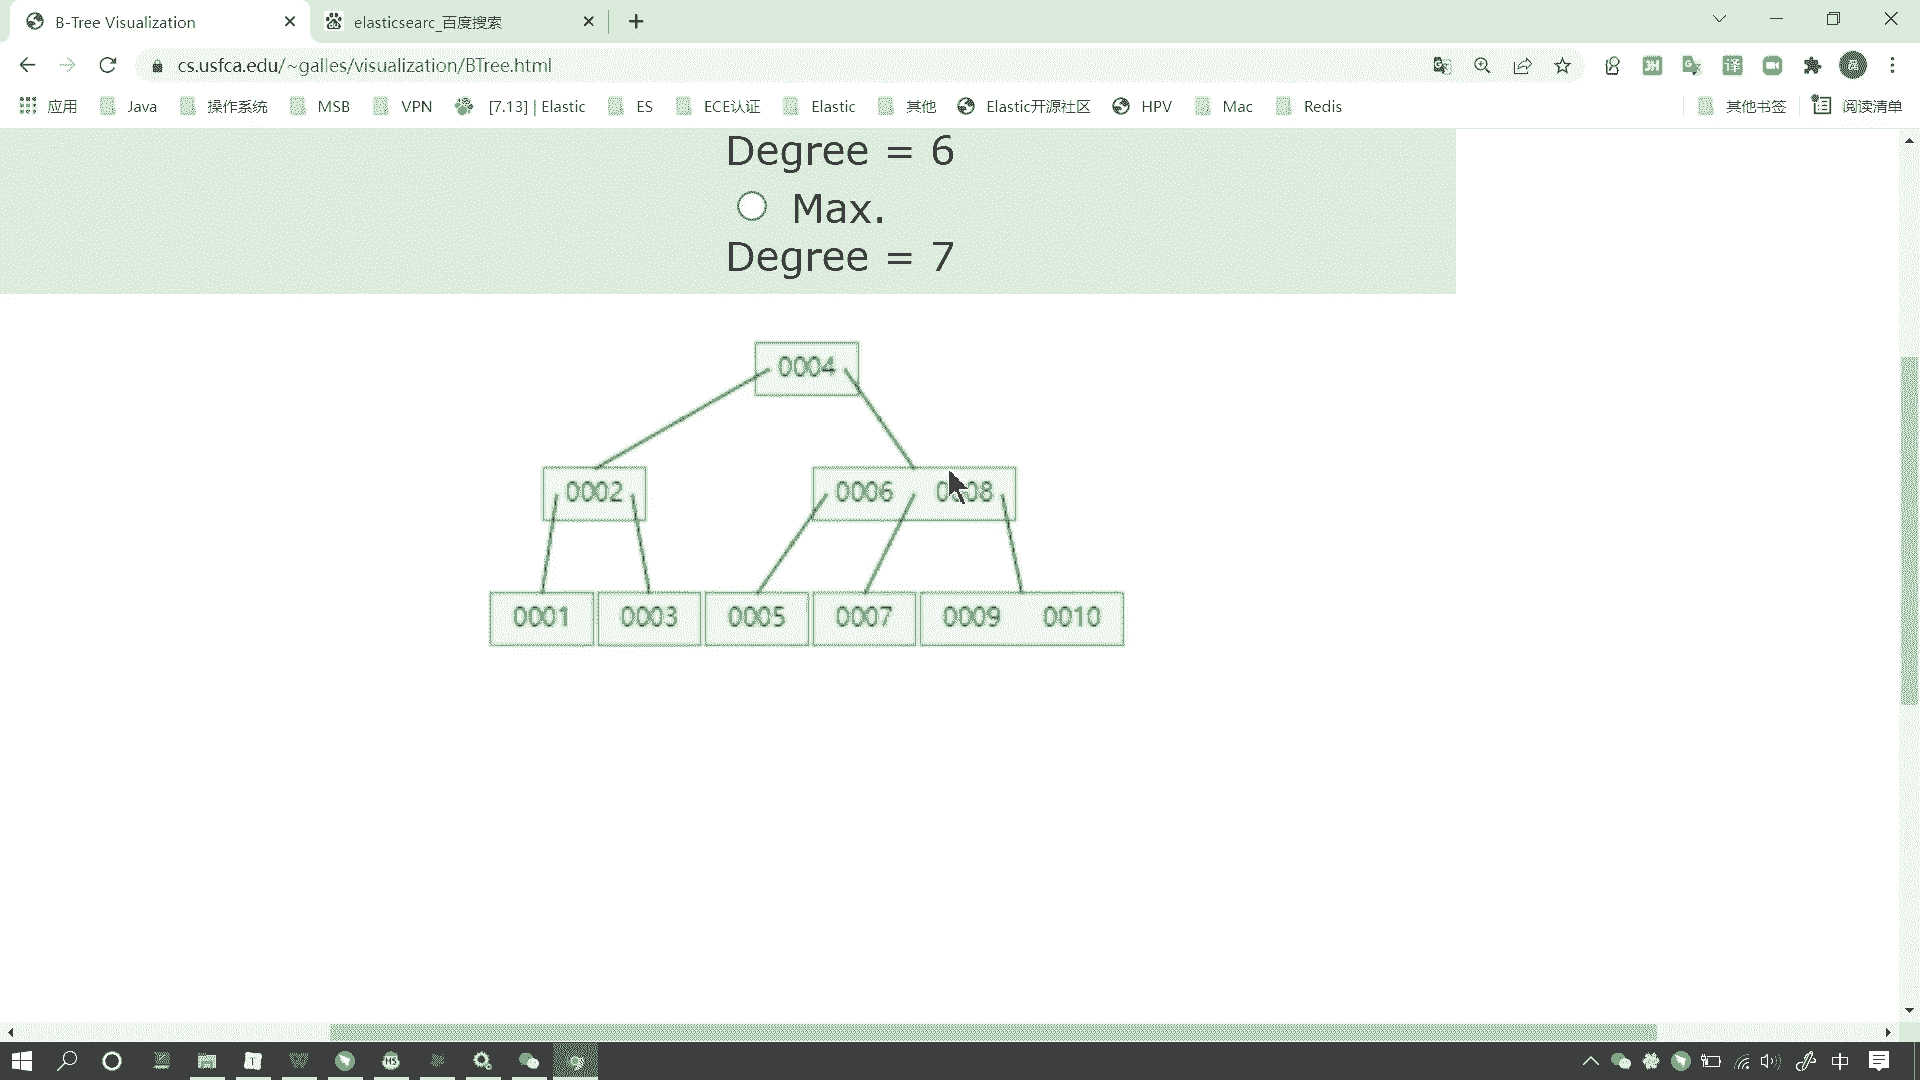 B-Tree Visualization
elasticsearc_百度搜索
cs.usfca.edu/~galles/visualization/BTree.html
应用 Java 操作系统 MSB VPN [7.13] | Elastic ES ECE认证 Elastic 其他 Elastic开源社区 HPV Mac Redis 其他书签 阅读清单
Degree = 6
Max.
Degree = 7
0004
0002 0006 0008
0001 0003 0005 0007 0009 0010
中